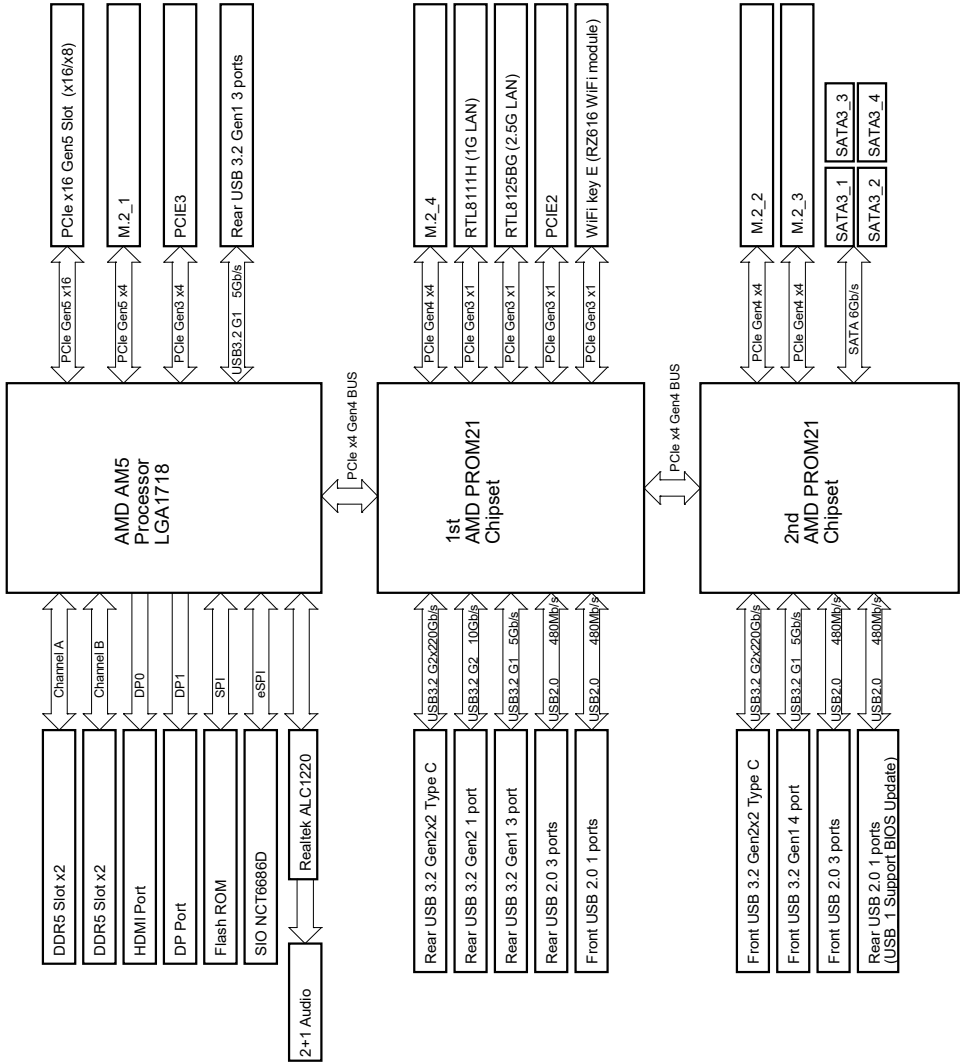 PCIe x16 Gen5 Slot (x16/x8)
M.2_1
PCIE3
Rear USB 3.2 Gen1 3 ports
PCIe Gen5 x16
PCIe Gen5 x4
PCIe Gen3 x4
USB3.2 G1 5Gb/s
AMD AM5
Processor
LGA1718
Channel A
Channel B
DP0
DP1
SPI
eSPI
DDR5 Slot x2
DDR5 Slot x2
HDMI Port
DP Port
Flash ROM
SIO NCT6686D
Realtek ALC1220
2+1 Audio
PCIe x4 Gen4 BUS
M.2_4
RTL8111H (1G LAN)
RTL8125BG (2.5G LAN)
PCIE2
WiFi key E (RZ616 WiFi module)
PCIe Gen4 x4
PCIe Gen3 x1
PCIe Gen3 x1
PCIe Gen3 x1
PCIe Gen3 x1
1st
AMD PROM21
Chipset
USB3.2 G2x220Gb/s
USB3.2 G2 10Gb/s
USB3.2 G1 5Gb/s
USB2.0 480Mb/s
USB2.0 480Mb/s
Rear USB 3.2 Gen2x2 Type C
Rear USB 3.2 Gen2 1 port
Rear USB 3.2 Gen1 3 port
Rear USB 2.0 3 ports
Front USB 2.0 1 ports
PCIe x4 Gen4 BUS
M.2_2
M.2_3
SATA3_1
SATA3_3
SATA3_2
SATA3_4
PCIe Gen4 x4
PCIe Gen4 x4
SATA 6Gb/s
2nd
AMD PROM21
Chipset
USB3.2 G2x220Gb/s
USB3.2 G1 5Gb/s
USB2.0 480Mb/s
USB2.0 480Mb/s
Front USB 3.2 Gen2x2 Type C
Front USB 3.2 Gen1 4 port
Front USB 2.0 3 ports
Rear USB 2.0 1 ports
(USB 1 Support BIOS Update)